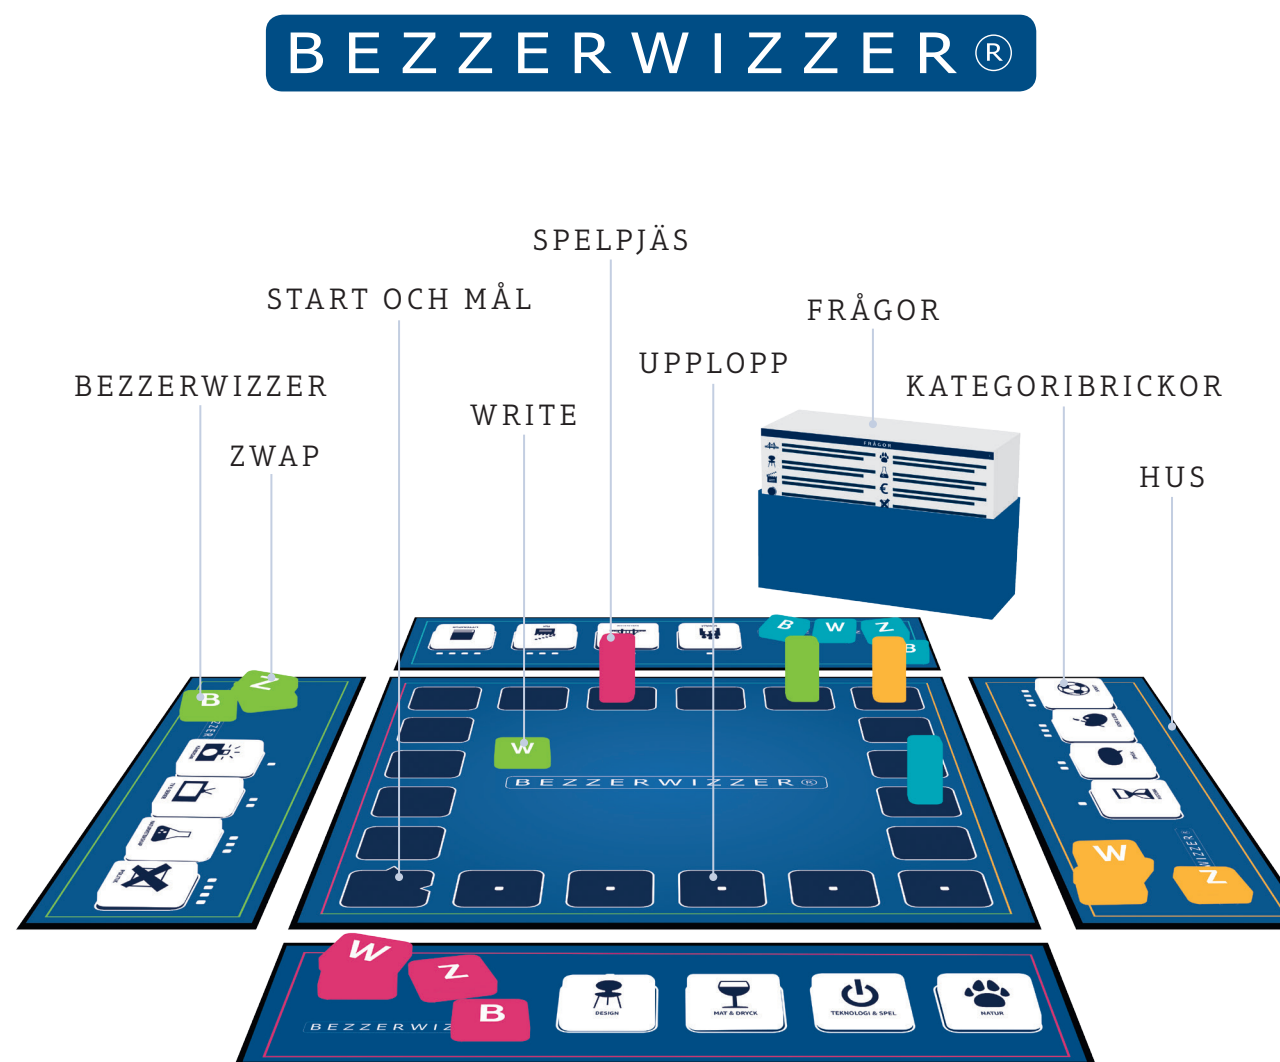 BEZZERWIZZER®
SPELPJÄS
START OCH MÅL
FRÅGOR
UPPLOPP
BEZZERWIZZER
KATEGORIBRICKOR
WRITE
ZWAP
HUS
FRÅGOR
€
B
W
Z
B
Z
B
W
BEZZERWIZZER®
W
Z
W
Z
B
BEZZERWIZ
DESIGN
MAT & DRYCK
TEKNOLOGI & SPEL
NATUR